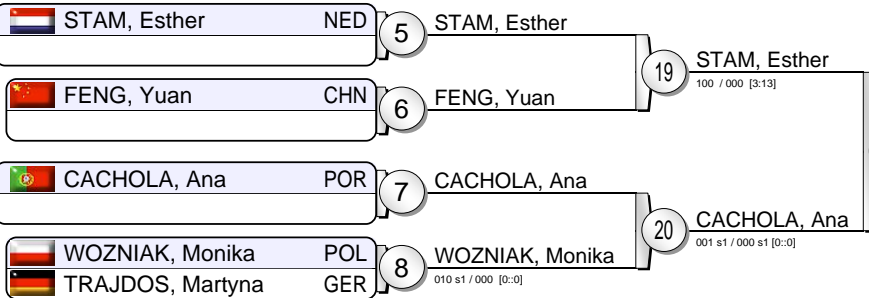 STAM, Esther NED
5
STAM, Esther
19
STAM, Esther
100 / 000 [3:13]
FENG, Yuan CHN
6
FENG, Yuan
CACHOLA, Ana POR
7
CACHOLA, Ana
20
CACHOLA, Ana
001 s1 / 000 s1 [0::0]
WOZNIAK, Monika POL
TRAJDOS, Martyna GER
8
WOZNIAK, Monika
010 s1 / 000 [0::0]